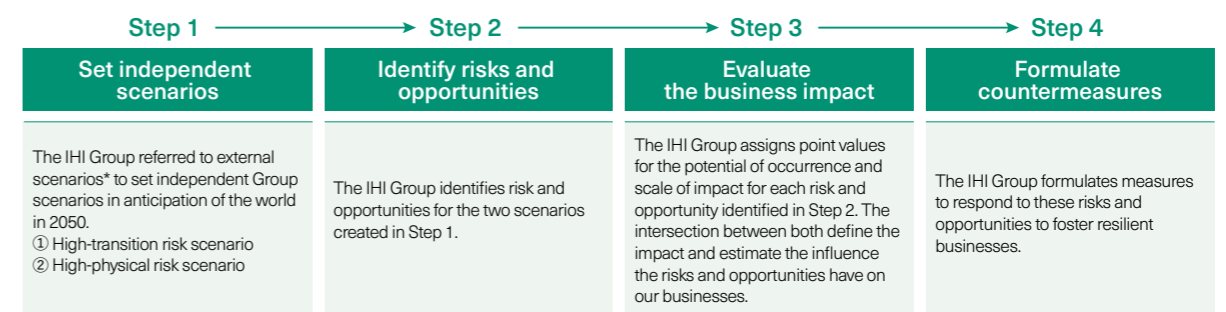 Step 1
Step 2
Step 3
Step 4
Set independent
scenarios
Identify risks and
opportunities
Evaluate
the business impact
Formulate
countermeasures
The IHI Group referred to external
scenarios* to set independent Group
scenarios in anticipation of the world
in 2050.
① High-transition risk scenario
② High-physical risk scenario
The IHI Group identifies risk and
opportunities for the two scenarios
created in Step 1.
The IHI Group assigns point values
for the potential of occurrence and
scale of impact for each risk and
opportunity identified in Step 2. The
intersection between both define the
impact and estimate the influence
the risks and opportunities have on
our businesses.
The IHI Group formulates measures
to respond to these risks and
opportunities to foster resilient
businesses.